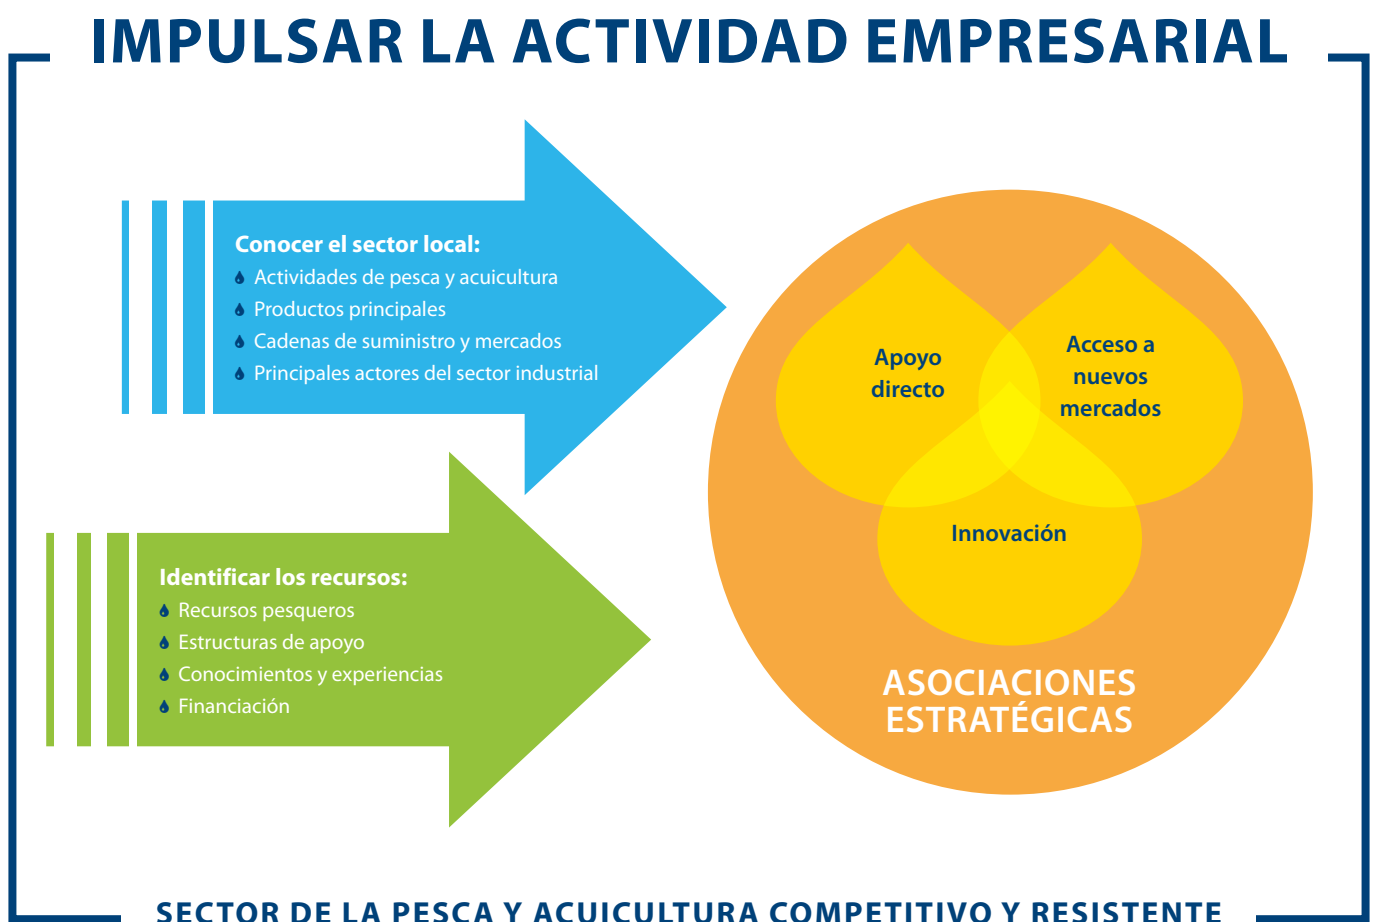 IMPULSAR LA ACTIVIDAD EMPRESARIAL
Conocer el sector local:
Actividades de pesca y acuicultura
Productos principales
Cadenas de suministro y mercados
Principales actores del sector industrial
Identificar los recursos:
Recursos pesqueros
Estructuras de apoyo
Conocimientos y experiencias
Financiación
Apoyo
directo
Acceso a
nuevos
mercados
Innovación
ASOCIACIONES
ESTRATÉGICAS
SECTOR DE LA PESCA Y ACUICULTURA COMPETITIVO Y RESISTENTE